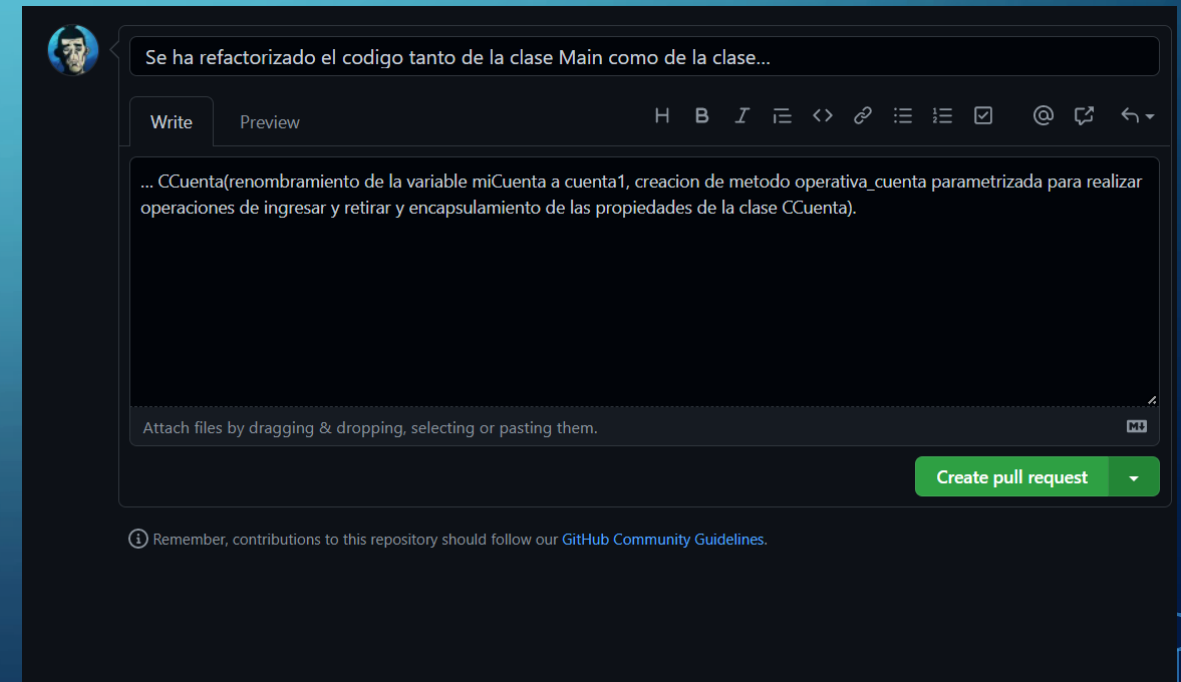 Se ha refactorizado el codigo tanto de la clase Main como de la clase...
Write Preview
... CCuenta(renombramiento de la variable miCuenta a cuenta1, creacion de metodo operativa_cuenta parametrizada para realizar
operaciones de ingresar y retirar y encapsulamiento de las propiedades de la clase CCuenta).
Attach files by dragging & dropping, selecting or pasting them.
Create pull request
Remember, contributions to this repository should follow our GitHub Community Guidelines.